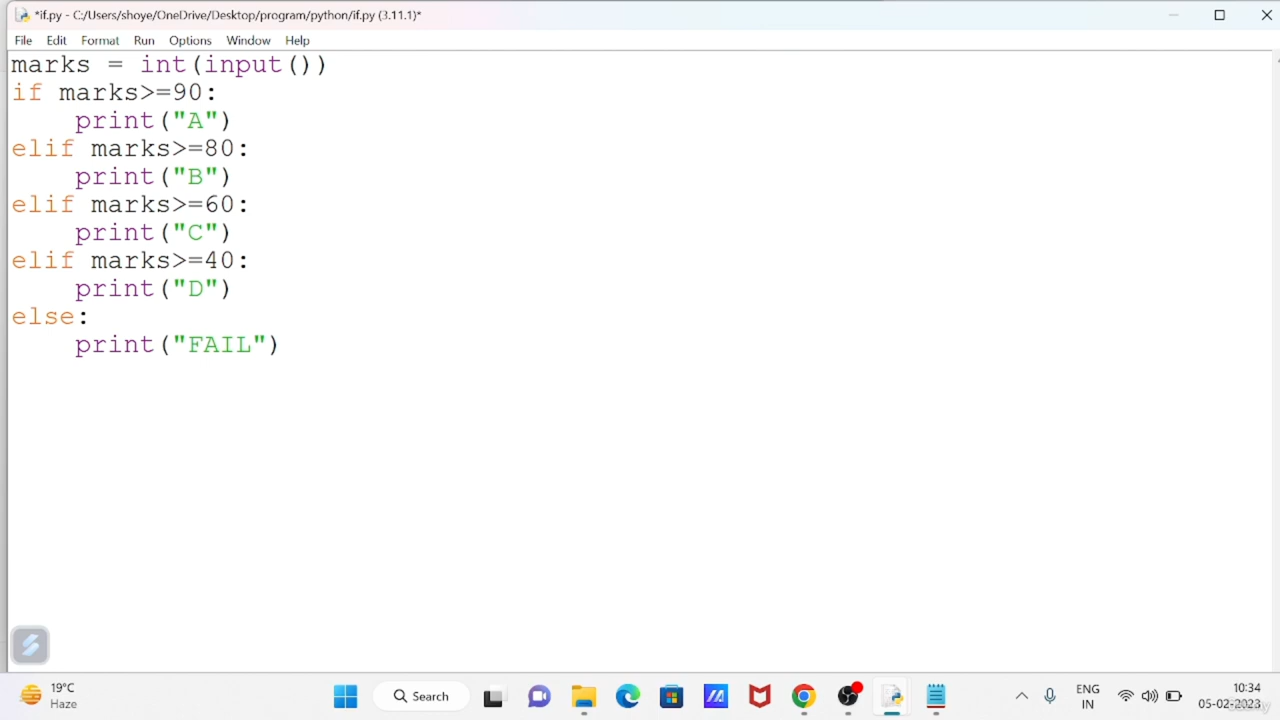 *if.py - C:/Users/shoye/OneDrive/Desktop/program/python/if.py (3.11.1)*
File Edit Format Run Options Window Help
marks = int(input())
if marks>=90:
    print("A")
elif marks>=80:
    print("B")
elif marks>=60:
    print("C")
elif marks>=40:
    print("D")
else:
    print("FAIL")
19°C
Haze
Search
ENG
IN
10:34
05-02-2023